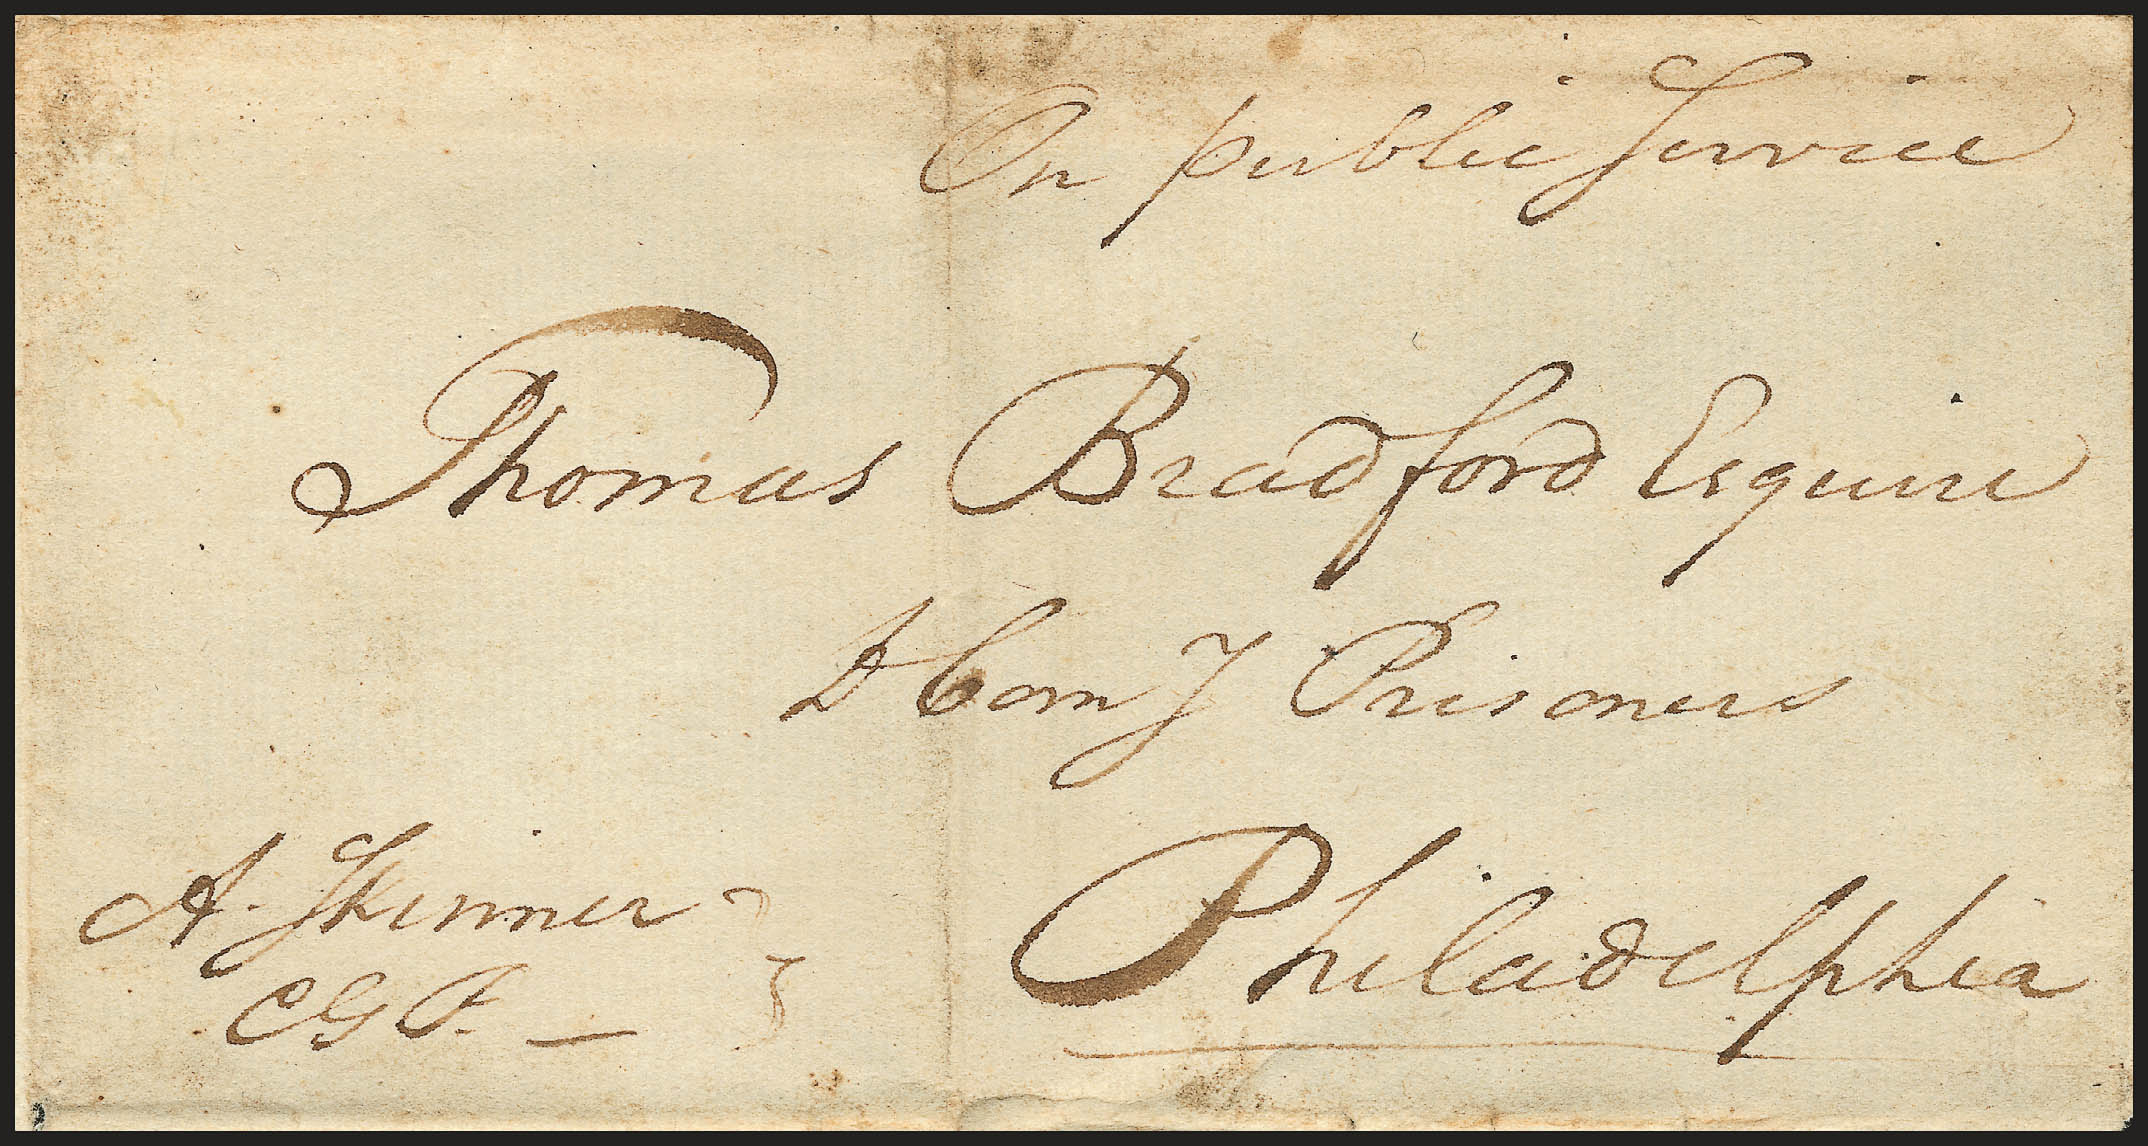 On public Service
Thomas Bradford Esquire
D Com Y Prisoners
Philadelphia
A. Skinner
C G P.